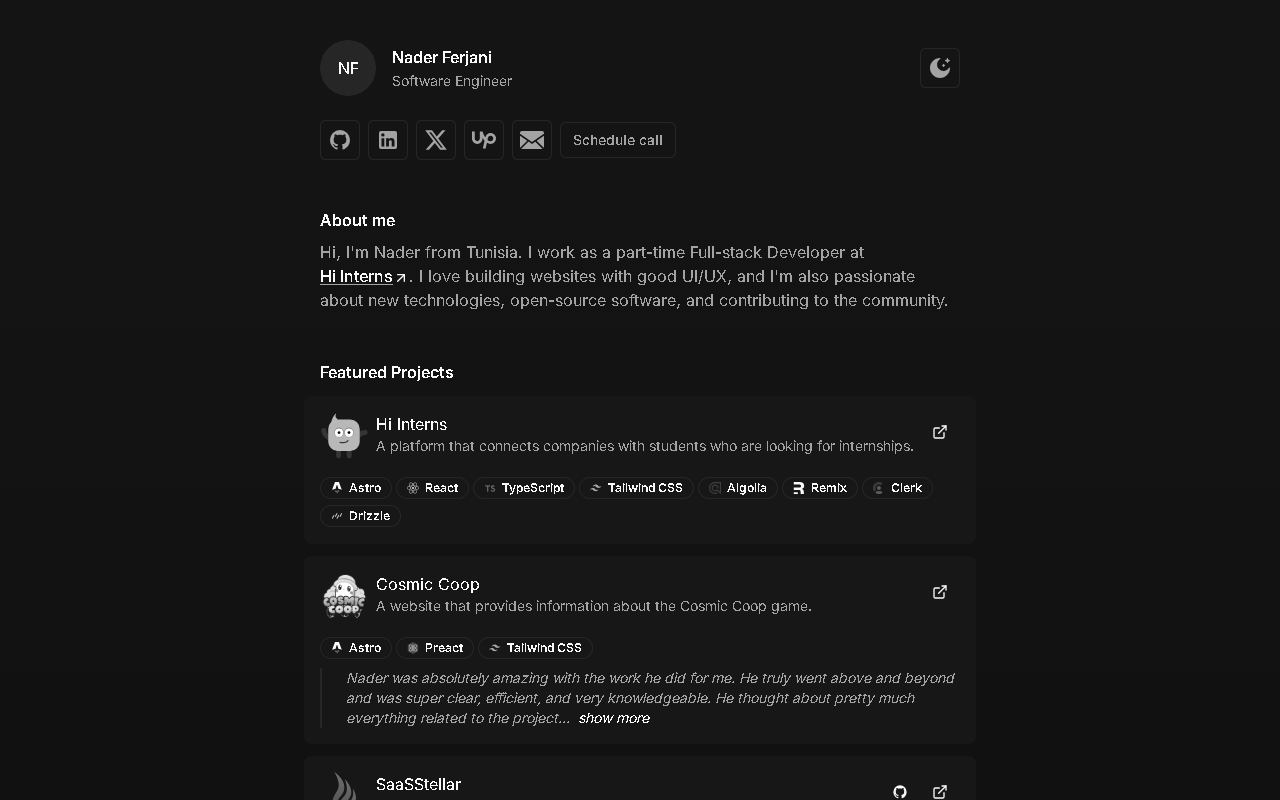 NF
Nader Ferjani
Software Engineer
Up
Schedule call
About me
Hi, I'm Nader from Tunisia. I work as a part-time Full-stack Developer at
Hi Interns. I love building websites with good UI/UX, and I'm also passionate
about new technologies, open-source software, and contributing to the community.
Featured Projects
Hi Interns
A platform that connects companies with students who are looking for internships.
Astro React TS TypeScript Tailwind CSS Algolia Remix Clerk
Drizzle
Cosmic Coop
A website that provides information about the Cosmic Coop game.
COSMIC
COOP
Astro Preact Tailwind CSS
Nader was absolutely amazing with the work he did for me. He truly went above and beyond
and was super clear, efficient, and very knowledgeable. He thought about pretty much
everything related to the project... show more
SaaSStellar